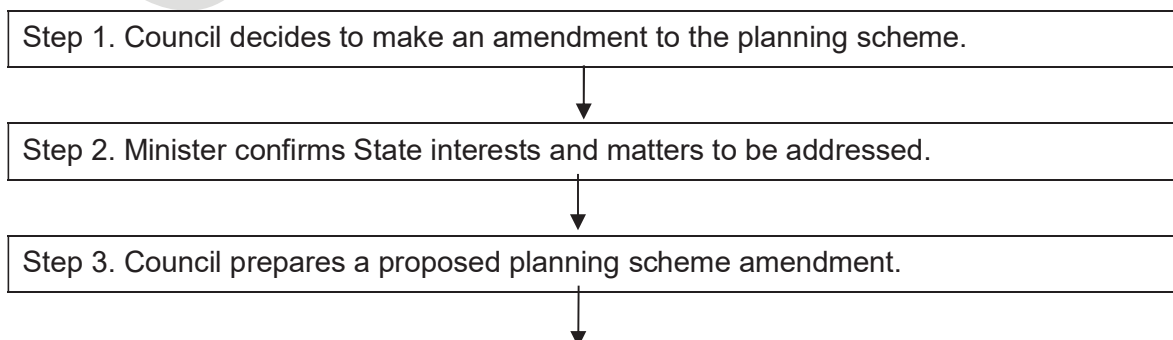 Step 1. Council decides to make an amendment to the planning scheme.
Step 2. Minister confirms State interests and matters to be addressed.
Step 3. Council prepares a proposed planning scheme amendment.